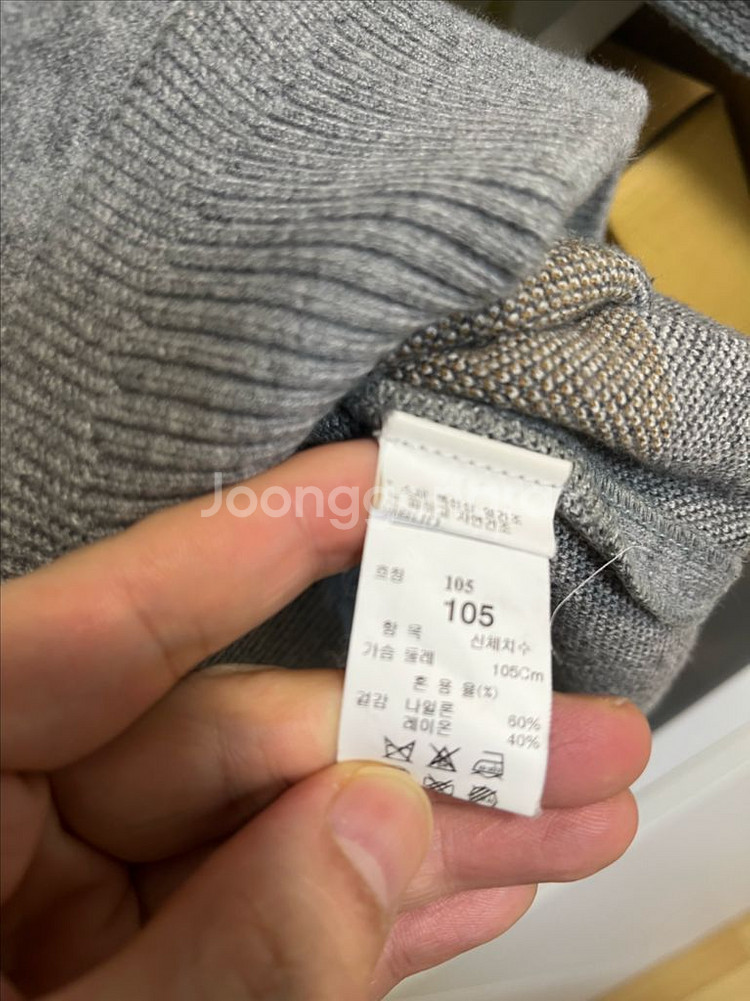 호칭 105
105
항목 신체치수
가슴 둘레 105Cm
혼용율(%)
겉감 나일론 60%
레이온 40%